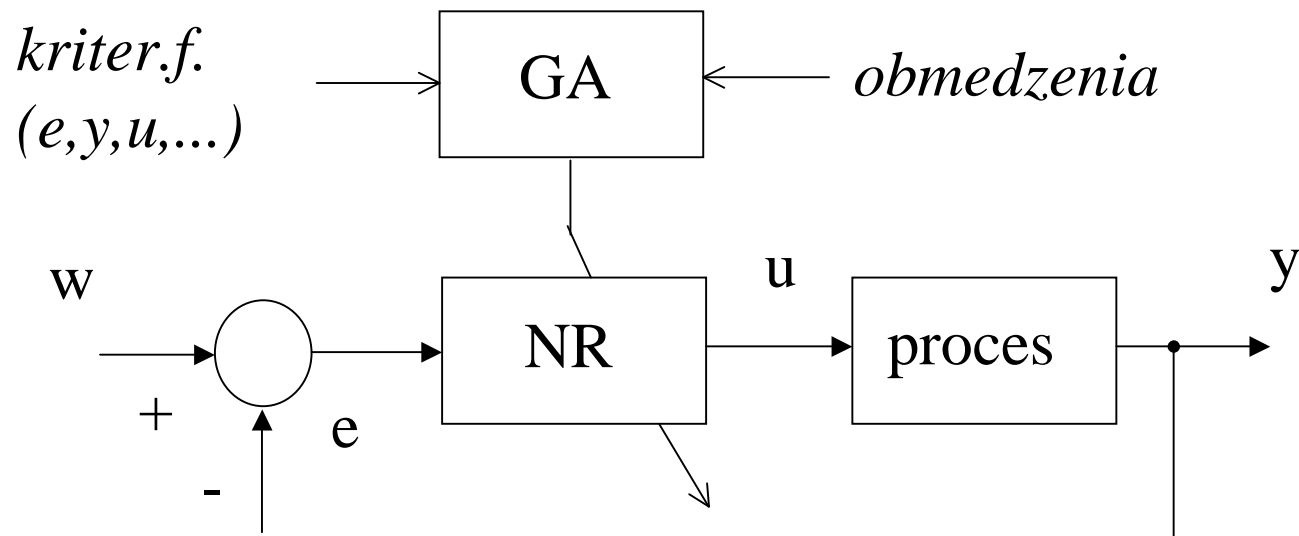 kriter.f.
(e,y,u,...)
GA
obmedzenia
w
+
-
e
NR
u
proces
y